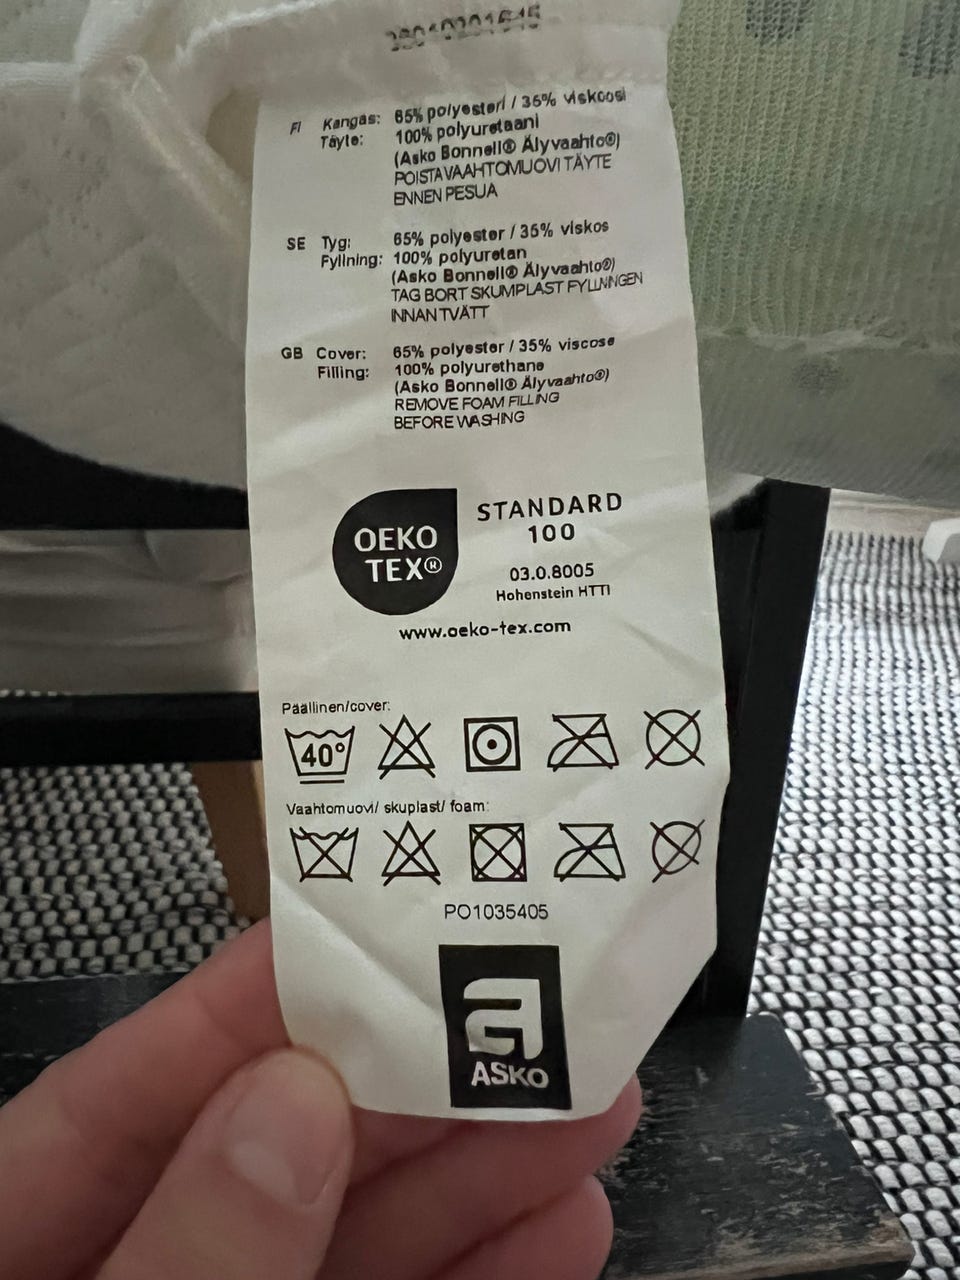 FI Kangas: 65% polyesteri / 35% viskoosi
Täyte: 100% polyuretaani
(Asko Bonnell® Älyvaahto®)
POISTA VAAHTOMUOVI TÄYTE
ENNEN PESUA
SE Tyg: 65% polyester / 35% viskos
Fyllning: 100% polyuretan
(Asko Bonnell® Älyvaahto®)
TAG BORT SKUMPLAST FYLLNINGEN
INNAN TVÄTT
GB Cover: 65% polyester / 35% viscose
Filling: 100% polyurethane
(Asko Bonnell® Älyvaahto®)
REMOVE FOAM FILLING
BEFORE WASHING
OEKO
TEX®
STANDARD
100
03.0.8005
Hohenstein HTTI
www.oeko-tex.com
Päällinen/cover:
40°
Vaahtomuovi/ skuplast/ foam:
PO1035405
ASKO